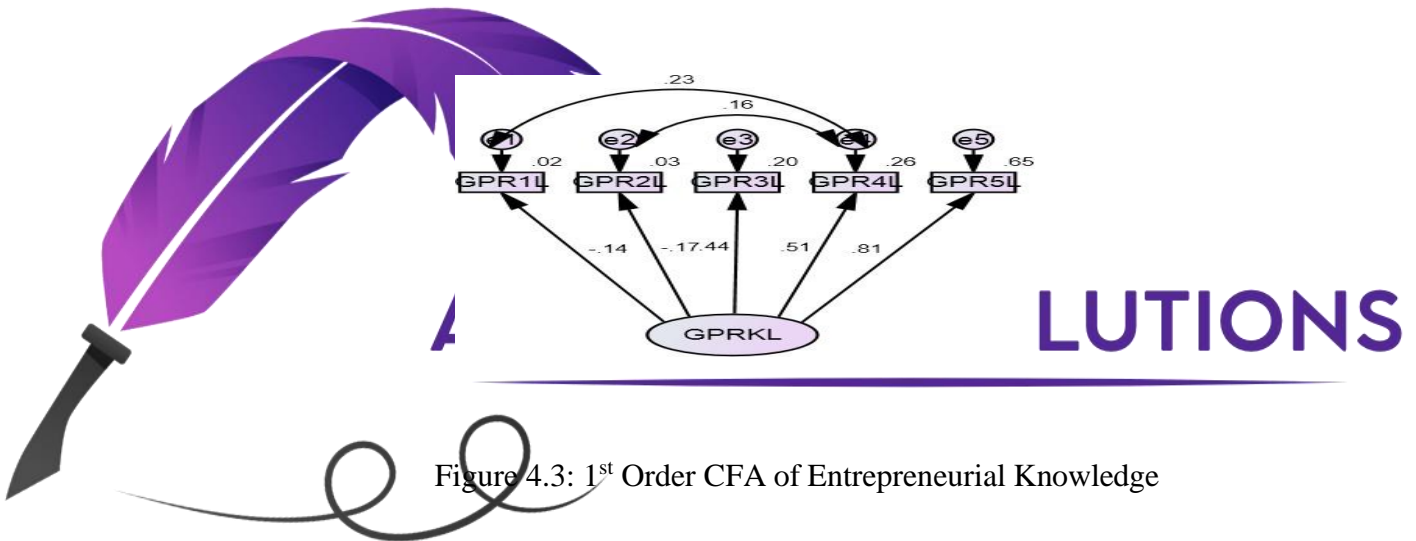 .23
.16
e1 e2 e3 e4 e5
.02 .03 .20 .26 .65
GPR1L GPR2L GPR3L GPR4L GPR5L
-.14 -.17 .44 .51 .81
GPRKL
LUTIONS
Figure 4.3: 1st Order CFA of Entrepreneurial Knowledge